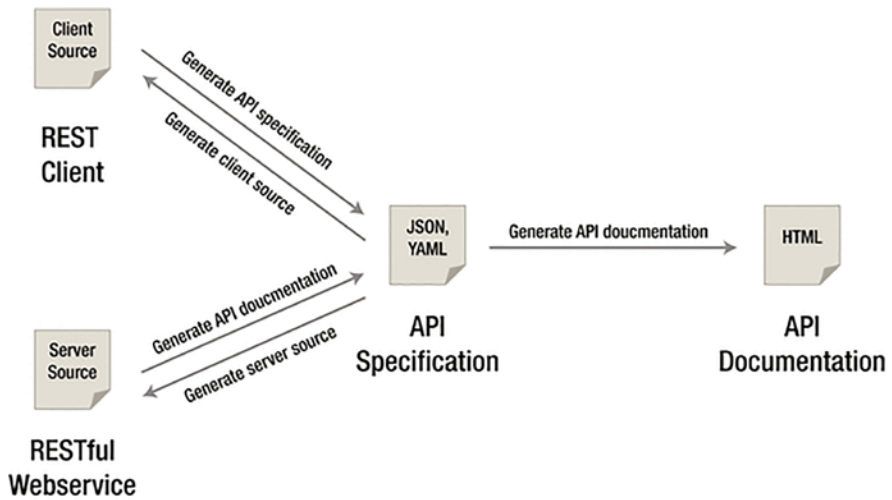 Client
Source
REST
Client
Generate API specification
Generate client source
JSON,
YAML
API
Specification
Generate API doucmentation
HTML
API
Documentation
Generate API doucmentation
Generate server source
Server
Source
RESTful
Webservice